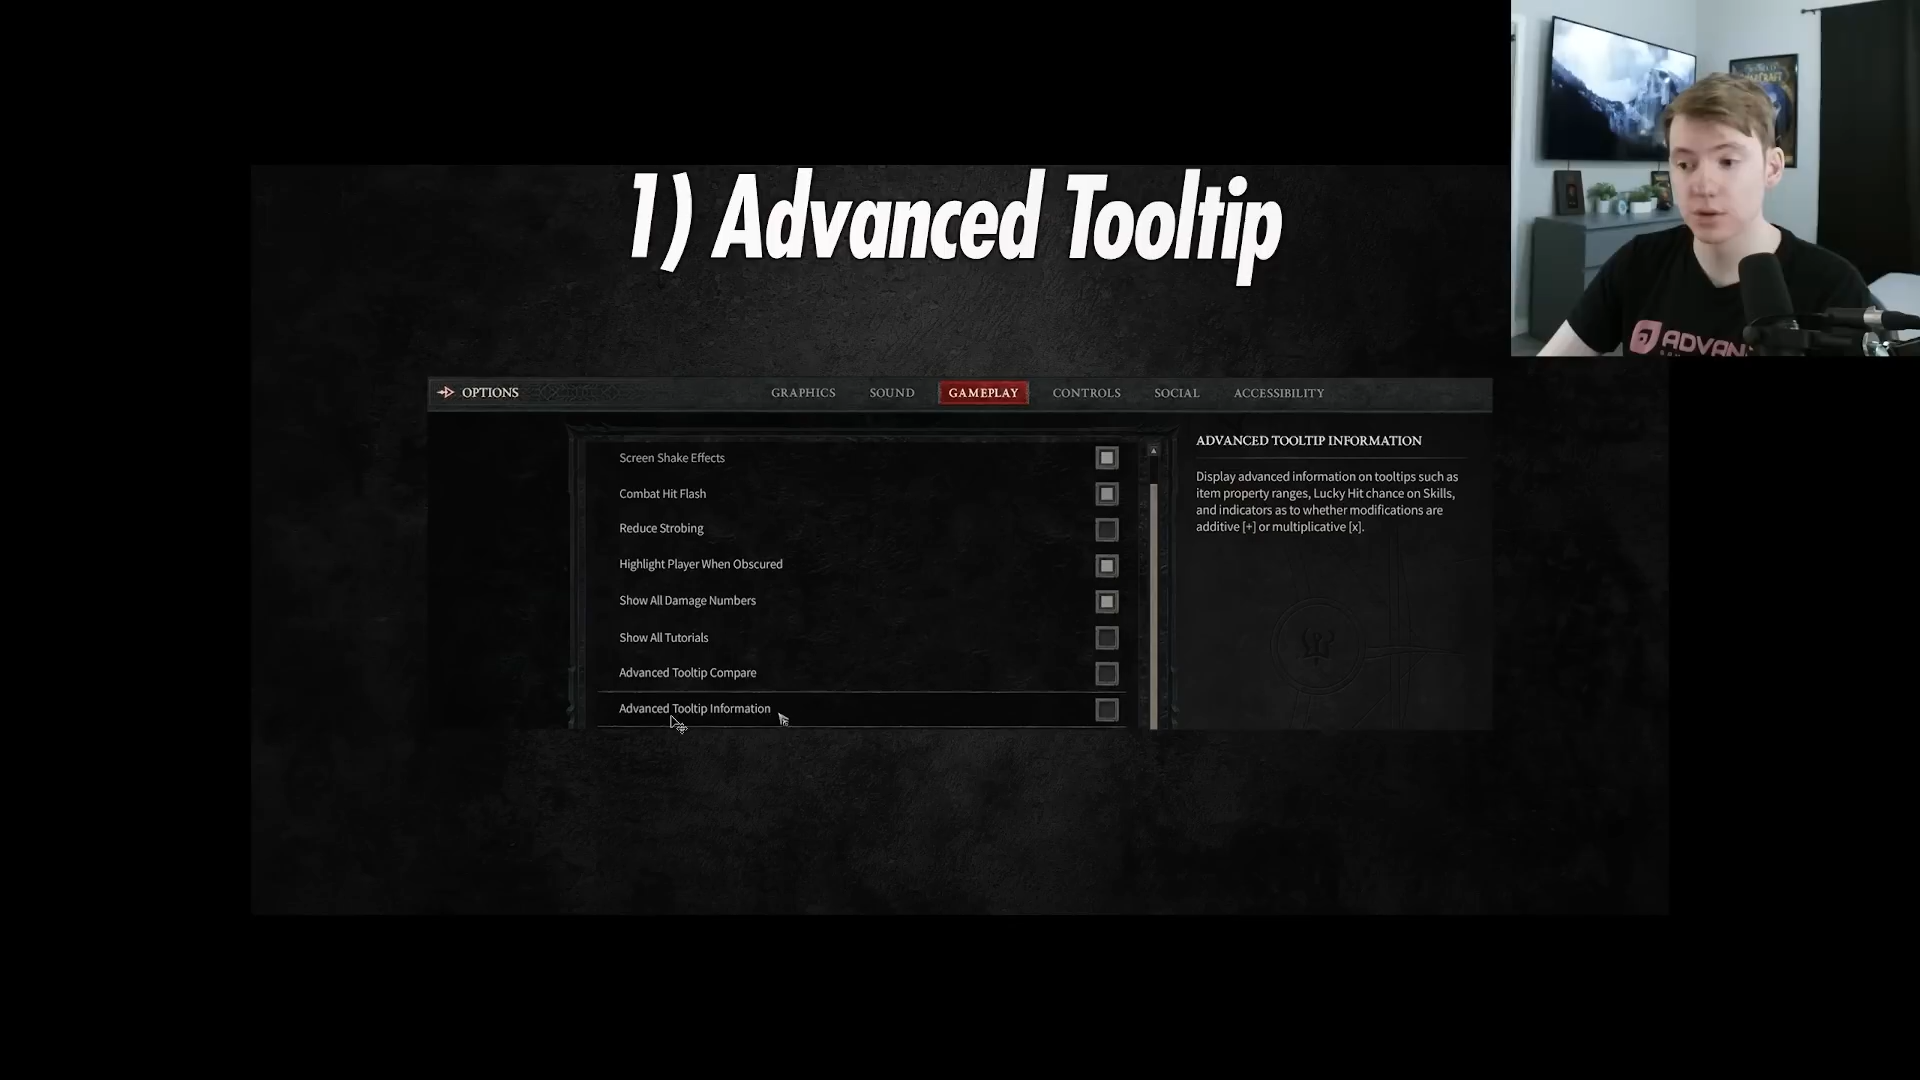 1) Advanced Tooltip
OPTIONS
GRAPHICS
SOUND
GAMEPLAY
CONTROLS
SOCIAL
ACCESSIBILITY
Screen Shake Effects
Combat Hit Flash
Reduce Strobing
Highlight Player When Obscured
Show All Damage Numbers
Show All Tutorials
Advanced Tooltip Compare
Advanced Tooltip Information
ADVANCED TOOLTIP INFORMATION
Display advanced information on tooltips such as
item property ranges, Lucky Hit chance on Skills,
and indicators as to whether modifications are
additive [+] or multiplicative [x].
ADVAN